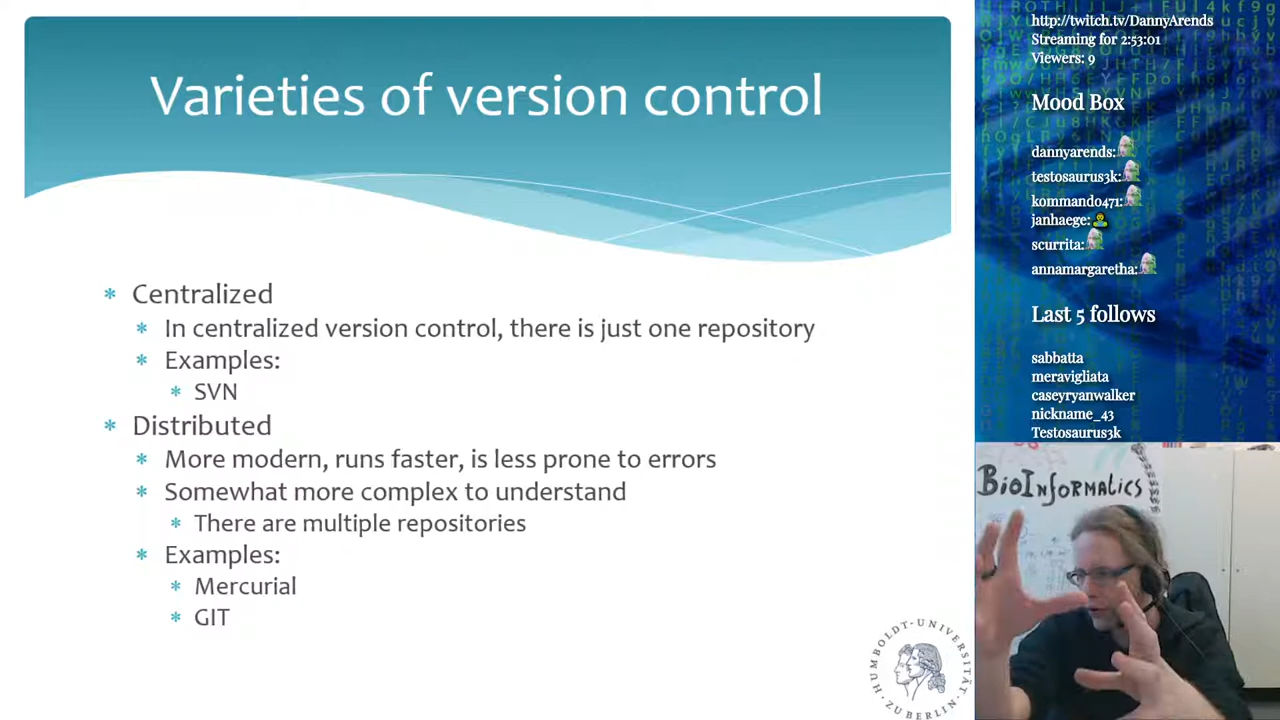 Varieties of version control
* Centralized
* In centralized version control, there is just one repository
* Examples:
* SVN
* Distributed
* More modern, runs faster, is less prone to errors
* Somewhat more complex to understand
* There are multiple repositories
* Examples:
* Mercurial
* GIT
HUMBOLDT-UNIVERSITÄT ZU BERLIN
http://twitch.tv/DannyArends
Streaming for 2:53:01
Viewers: 9
Mood Box
dannyarends:
testosaurus3k:
kommando471:
janhaege:
scurrita:
annamargaretha:
Last 5 follows
sabbatta
meravigliata
caseyryanwalker
nickname_43
Testosaurus3k
BioInformatics